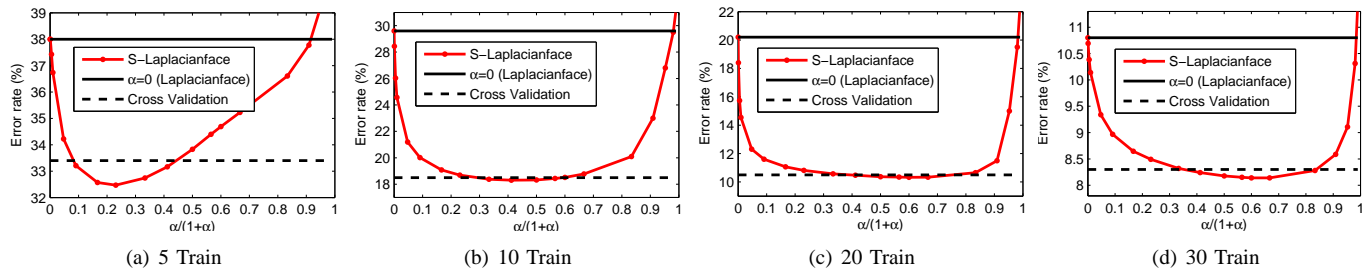 39
38
37
36
35
34
33
32
Error rate (%)
0 0.1 0.2 0.3 0.4 0.5 0.6 0.7 0.8 0.9 1
α/(1+α)
S−Laplacianface
α=0 (Laplacianface)
Cross Validation
(a) 5 Train
30
28
26
24
22
20
18
Error rate (%)
0 0.1 0.2 0.3 0.4 0.5 0.6 0.7 0.8 0.9 1
α/(1+α)
S−Laplacianface
α=0 (Laplacianface)
Cross Validation
(b) 10 Train
22
20
18
16
14
12
10
Error rate (%)
0 0.1 0.2 0.3 0.4 0.5 0.6 0.7 0.8 0.9 1
α/(1+α)
S−Laplacianface
α=0 (Laplacianface)
Cross Validation
(c) 20 Train
11
10.5
10
9.5
9
8.5
8
Error rate (%)
0 0.1 0.2 0.3 0.4 0.5 0.6 0.7 0.8 0.9 1
α/(1+α)
S−Laplacianface
α=0 (Laplacianface)
Cross Validation
(d) 30 Train